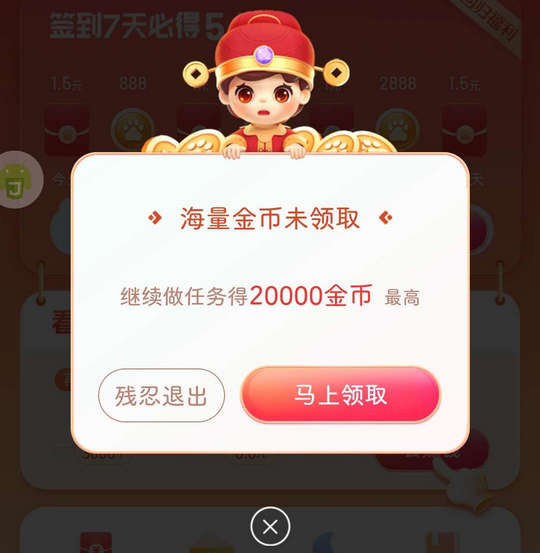 签到7天必得5
1.5元 888 2888 1.5元
海量金币未领取
继续做任务得20000金币 最高
残忍退出 马上领取